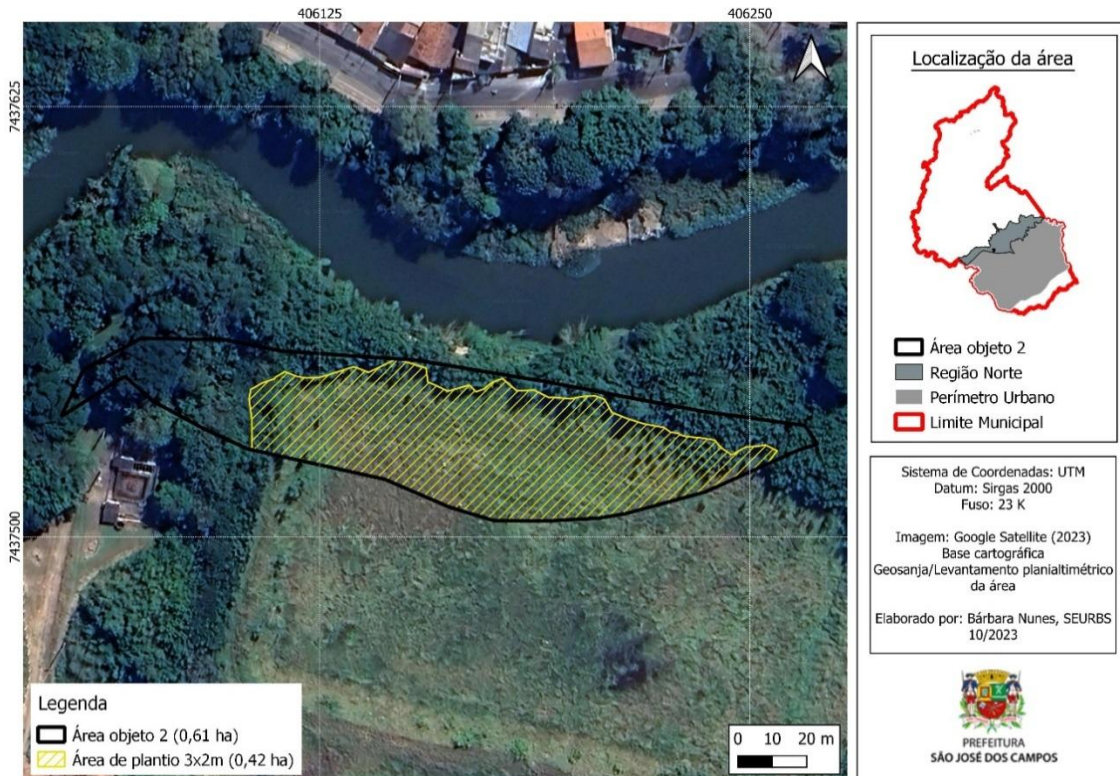 406125
406250
7437625
7437500
Legenda
Área objeto 2 (0,61 ha)
Área de plantio 3x2m (0,42 ha)
0 10 20 m
Localização da área
Área objeto 2
Região Norte
Perímetro Urbano
Limite Municipal
Sistema de Coordenadas: UTM
Datum: Sirgas 2000
Fuso: 23 K
Imagem: Google Satellite (2023)
Base cartográfica
Geosanja/Levantamento planialtimétrico
da área
Elaborado por: Bárbara Nunes, SEURBS
10/2023
PREFEITURA
SÃO JOSÉ DOS CAMPOS